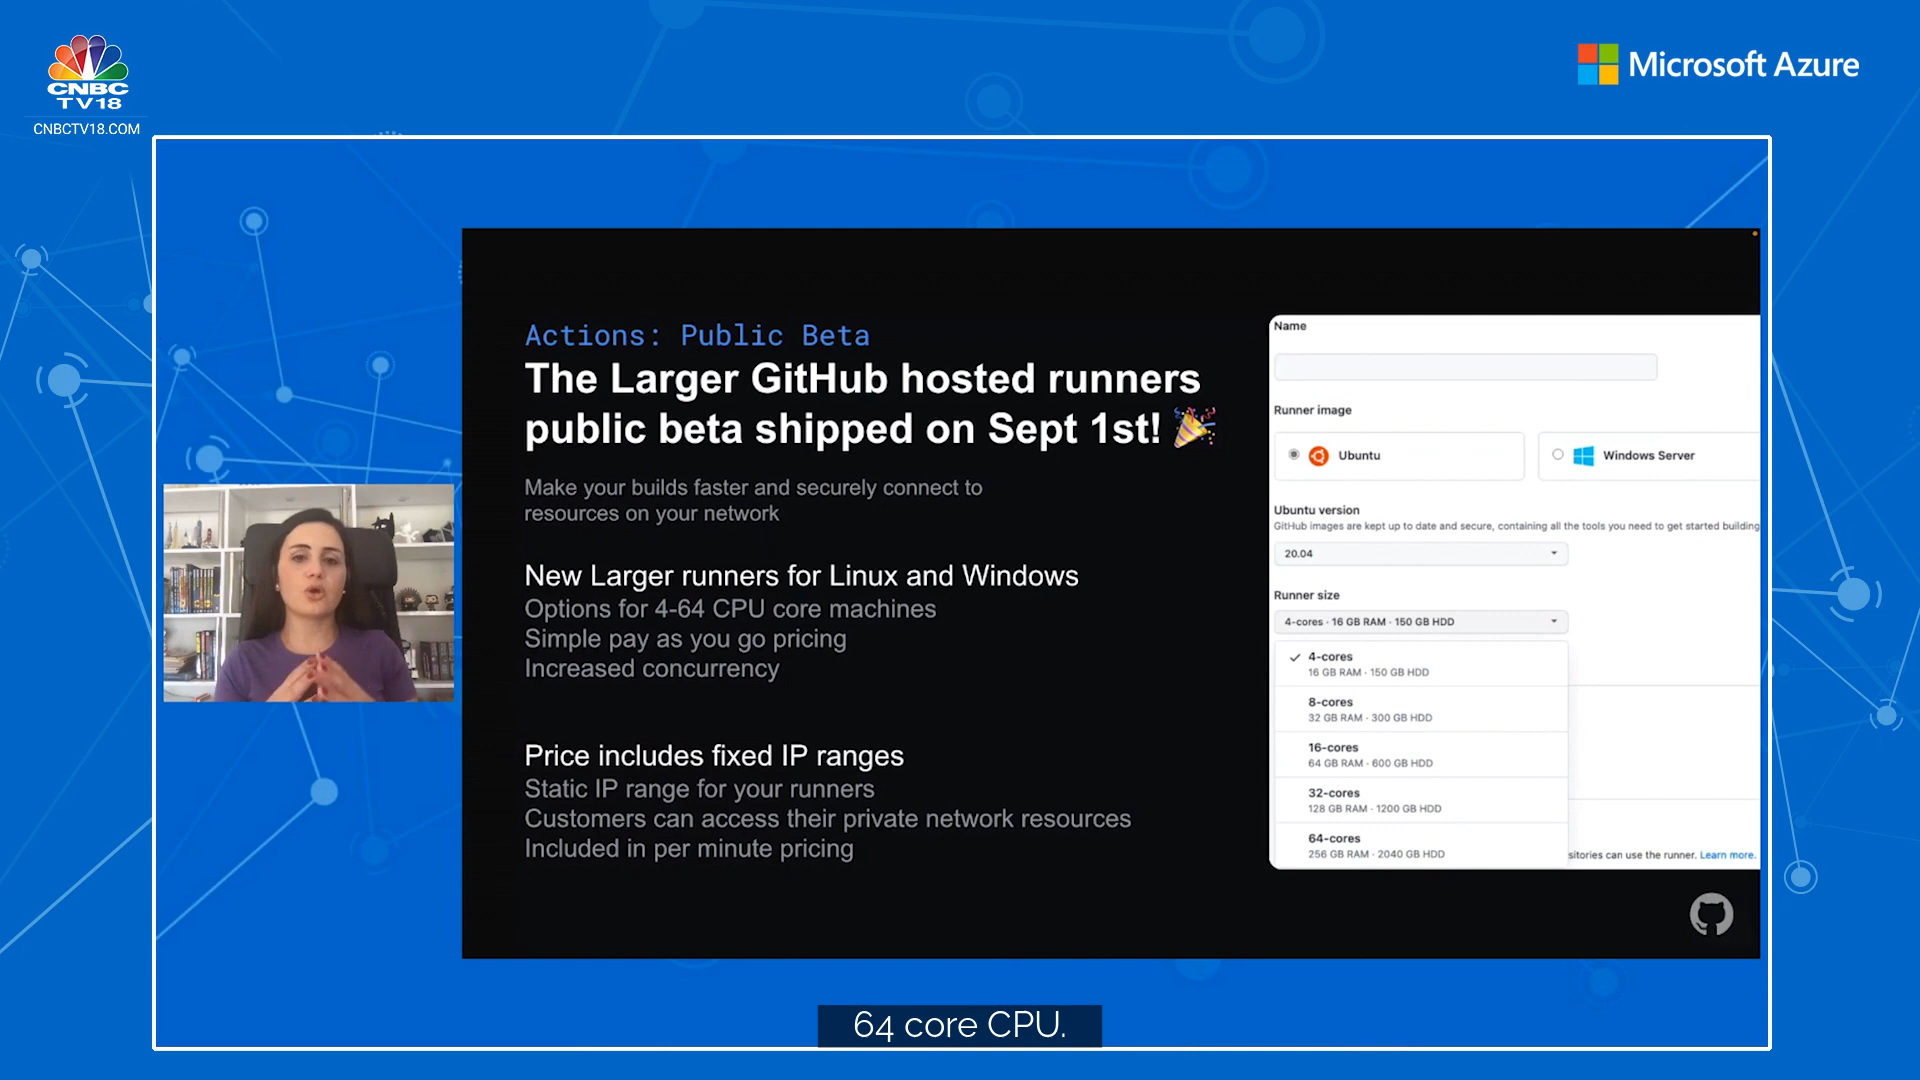 CNBC
TV18
CNBCTV18.COM
Microsoft Azure
Actions: Public Beta
The Larger GitHub hosted runners
public beta shipped on Sept 1st! 🎉
Make your builds faster and securely connect to
resources on your network
New Larger runners for Linux and Windows
Options for 4-64 CPU core machines
Simple pay as you go pricing
Increased concurrency
Price includes fixed IP ranges
Static IP range for your runners
Customers can access their private network resources
Included in per minute pricing
Name
Runner image
Ubuntu
Windows Server
Ubuntu version
GitHub images are kept up to date and secure, containing all the tools you need to get started building
20.04
Runner size
4-cores · 16 GB RAM · 150 GB HDD
4-cores
16 GB RAM · 150 GB HDD
8-cores
32 GB RAM · 300 GB HDD
16-cores
64 GB RAM · 600 GB HDD
32-cores
128 GB RAM · 1200 GB HDD
64-cores
256 GB RAM · 2040 GB HDD
sitories can use the runner. Learn more.
64 core CPU.